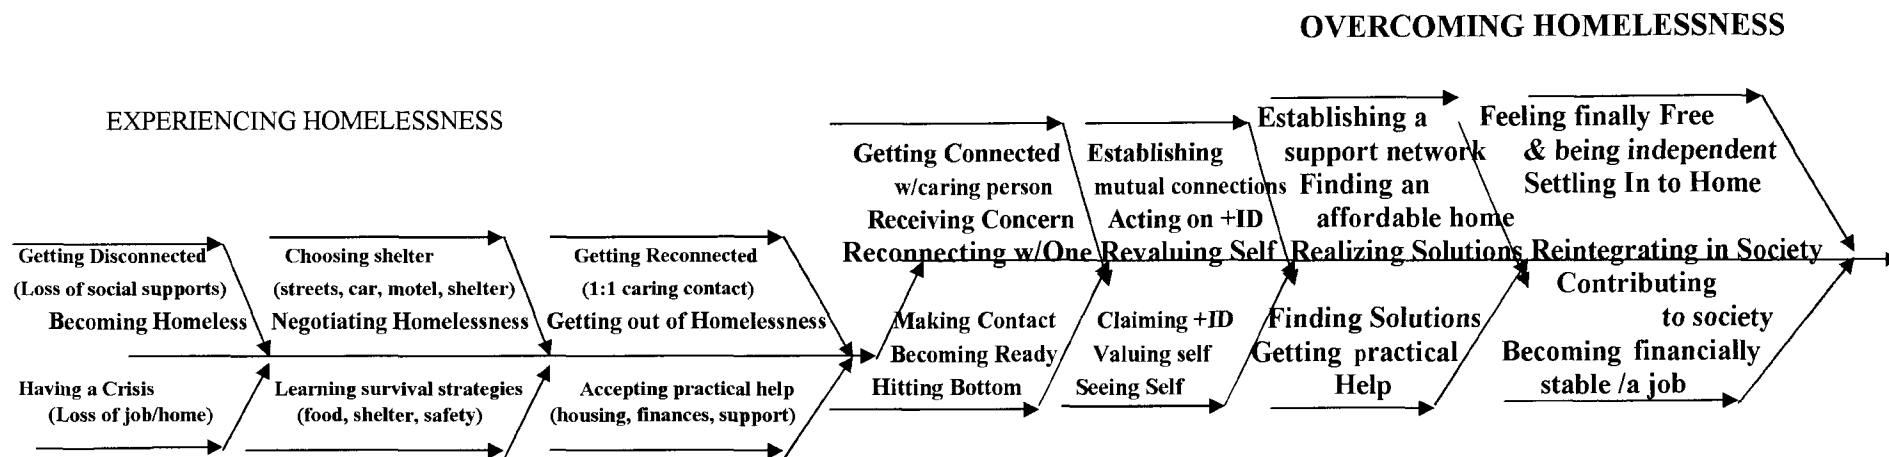 OVERCOMING HOMELESSNESS
EXPERIENCING HOMELESSNESS
Getting Disconnected
(Loss of social supports)
Becoming Homeless
Having a Crisis
(Loss of job/home)
Choosing shelter
(streets, car, motel, shelter)
Negotiating Homelessness
Learning survival strategies
(food, shelter, safety)
Getting Reconnected
(1:1 caring contact)
Getting out of Homelessness
Accepting practical help
(housing, finances, support)
Getting Connected
w/caring person
Receiving Concern
Reconnecting w/One
Making Contact
Becoming Ready
Hitting Bottom
Establishing
mutual connections
Acting on +ID
Revaluing Self
Claiming +ID
Valuing self
Seeing Self
Establishing a
support network
Finding an
affordable home
Realizing Solutions
Finding Solutions
Getting practical
Help
Feeling finally Free
& being independent
Settling In to Home
Reintegrating in Society
Contributing
to society
Becoming financially
stable /a job